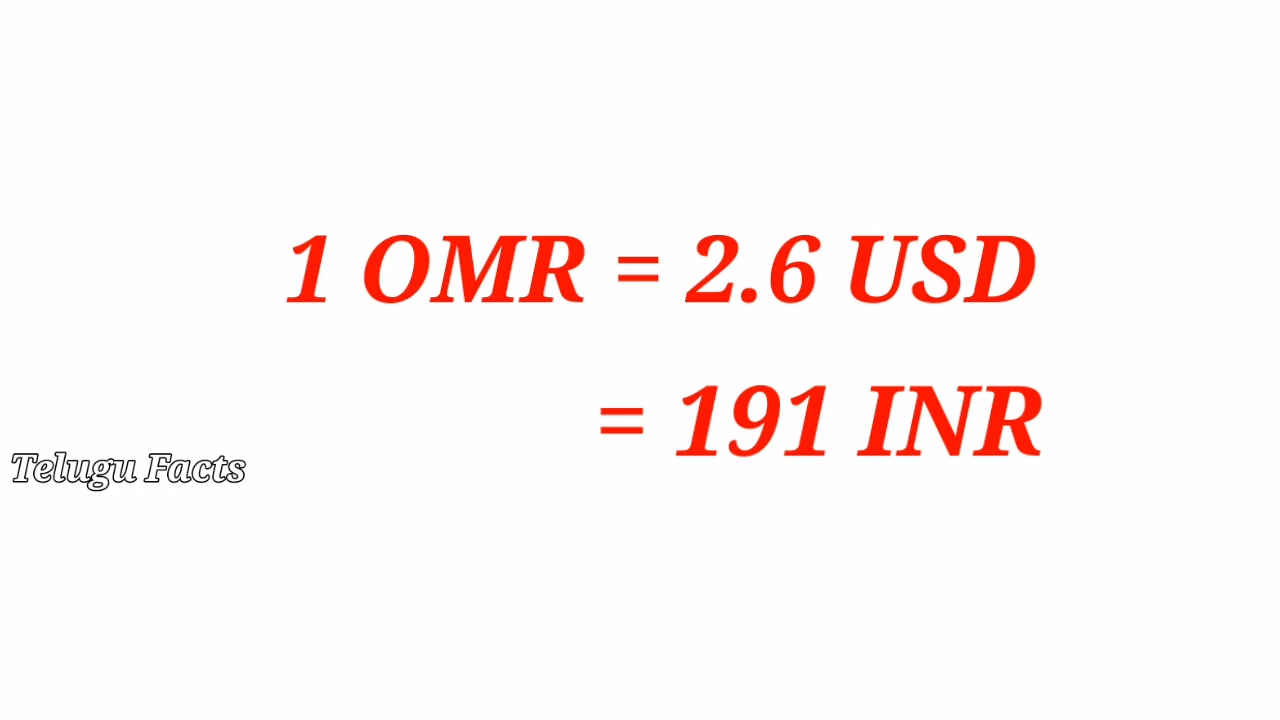 1 OMR = 2.6 USD
= 191 INR
Telugu Facts